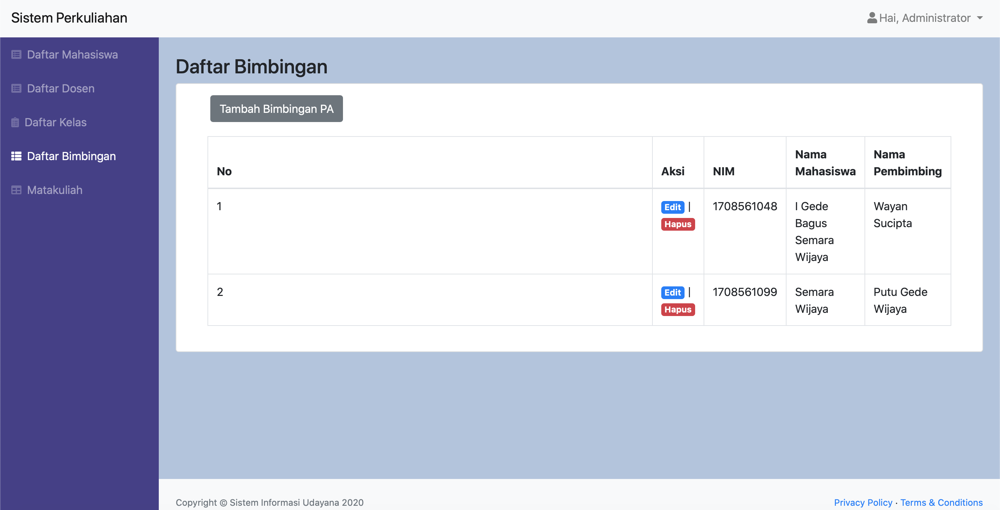 Sistem Perkuliahan
Hai, Administrator
Daftar Mahasiswa
Daftar Dosen
Daftar Kelas
Daftar Bimbingan
Matakuliah
Daftar Bimbingan
Tambah Bimbingan PA
No
Aksi
NIM
Nama
Mahasiswa
Nama
Pembimbing
1
Edit |
Hapus
1708561048
I Gede
Bagus
Semara
Wijaya
Wayan
Sucipta
2
Edit |
Hapus
1708561099
Semara
Wijaya
Putu Gede
Wijaya
Copyright © Sistem Informasi Udayana 2020
Privacy Policy · Terms & Conditions